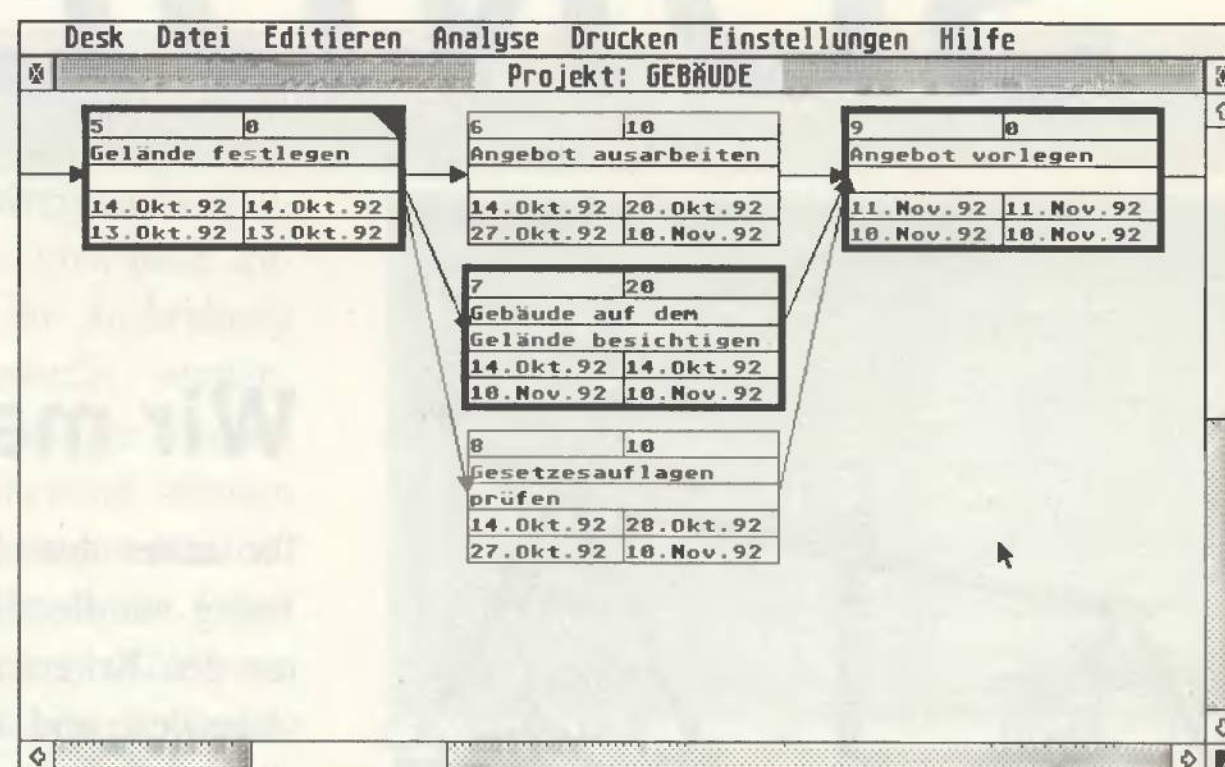 Desk Datei Editieren Analyse Drucken Einstellungen Hilfe
Projekt: GEBÄUDE
5 0
Gelände festlegen
14.Okt.92 14.Okt.92
13.Okt.92 13.Okt.92
6 10
Angebot ausarbeiten
14.Okt.92 28.Okt.92
27.Okt.92 10.Nov.92
9 0
Angebot vorlegen
11.Nov.92 11.Nov.92
10.Nov.92 10.Nov.92
7 20
Gebäude auf dem
Gelände besichtigen
14.Okt.92 14.Okt.92
10.Nov.92 10.Nov.92
8 10
Gesetzesauflagen
prüfen
14.Okt.92 28.Okt.92
27.Okt.92 10.Nov.92